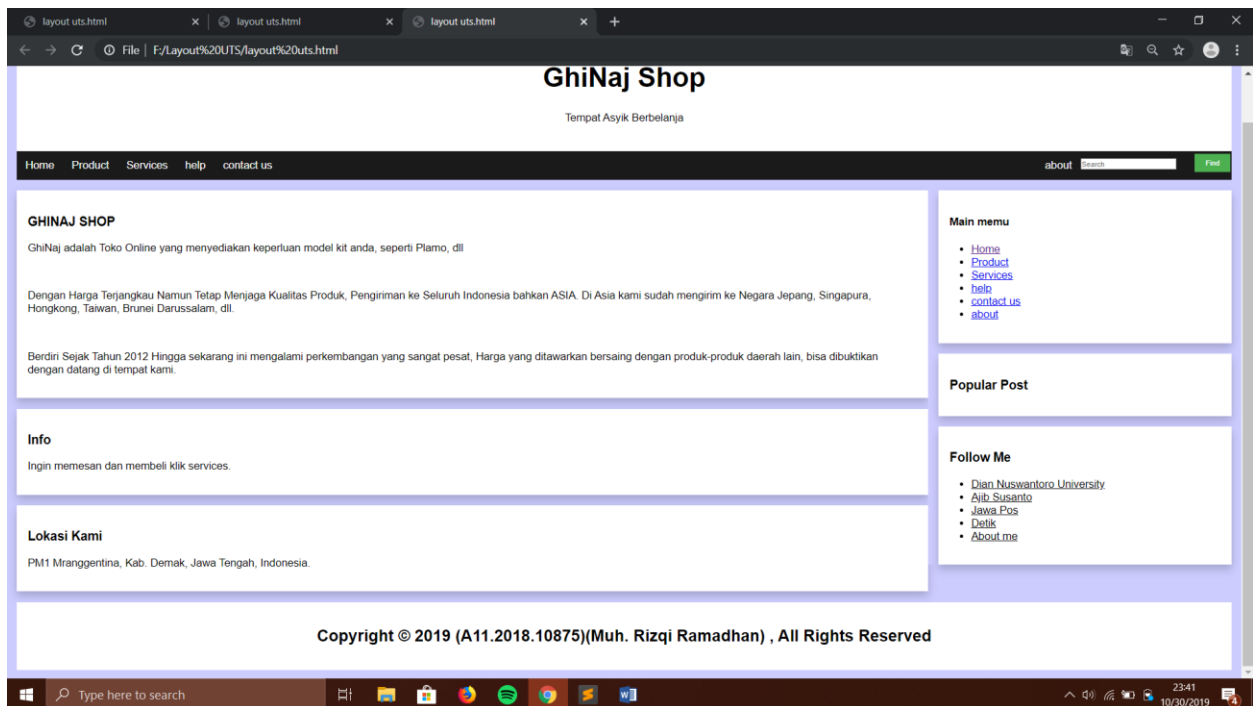 layout uts.html
layout uts.html
layout uts.html
File | F:/Layout%20UTS/layout%20uts.html
GhiNaj Shop
Tempat Asyik Berbelanja
Home Product Services help contact us about Search Find
GHINAJ SHOP
GhiNaj adalah Toko Online yang menyediakan keperluan model kit anda, seperti Plamo, dll
Dengan Harga Terjangkau Namun Tetap Menjaga Kualitas Produk, Pengiriman ke Seluruh Indonesia bahkan ASIA. Di Asia kami sudah mengirim ke Negara Jepang, Singapura,
Hongkong, Taiwan, Brunei Darussalam, dll.
Berdiri Sejak Tahun 2012 Hingga sekarang ini mengalami perkembangan yang sangat pesat, Harga yang ditawarkan bersaing dengan produk-produk daerah lain, bisa dibuktikan
dengan datang di tempat kami.
Info
Ingin memesan dan membeli klik services.
Lokasi Kami
PM1 Mranggentina, Kab. Demak, Jawa Tengah, Indonesia.
Main memu
Home
Product
Services
help
contact us
about
Popular Post
Follow Me
Dian Nuswantoro University
Ajib Susanto
Jawa Pos
Detik
About me
Copyright © 2019 (A11.2018.10875)(Muh. Rizqi Ramadhan) , All Rights Reserved
Type here to search
23:41
10/30/2019
4